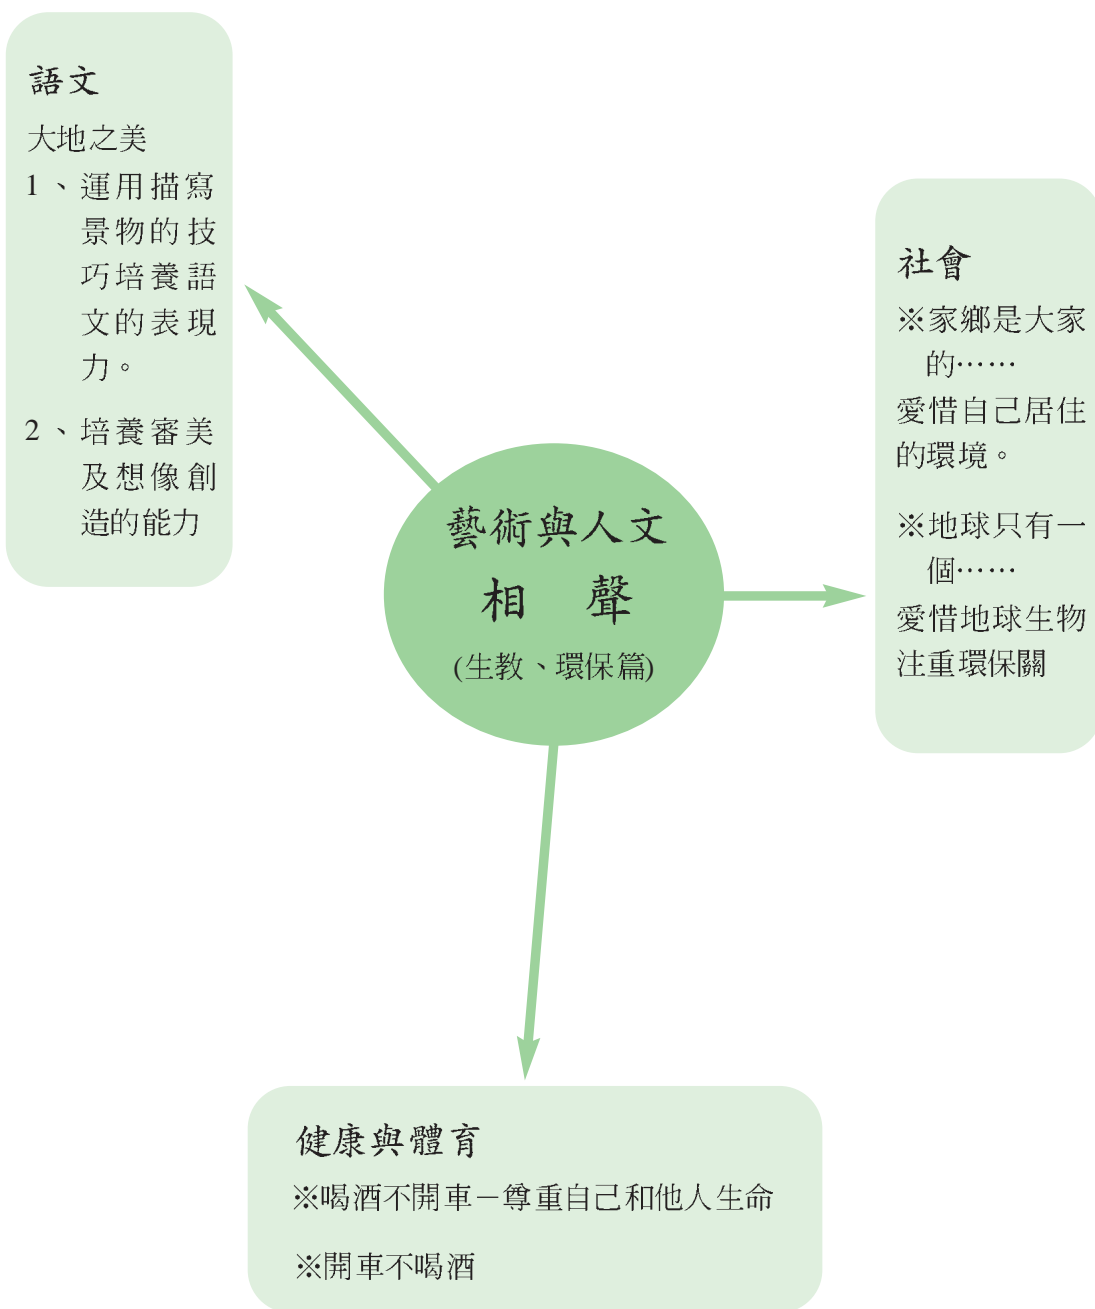 語文
大地之美
1、運用描寫
景物的技
巧培養語
文的表現
力。
2、培養審美
及想像創
造的能力
藝術與人文
相 聲
(生教、環保篇)
社會
※家鄉是大家
的⋯⋯
愛惜自己居住
的環境。
※地球只有一
個⋯⋯
愛惜地球生物
注重環保關
健康與體育
※喝酒不開車－尊重自己和他人生命
※開車不喝酒